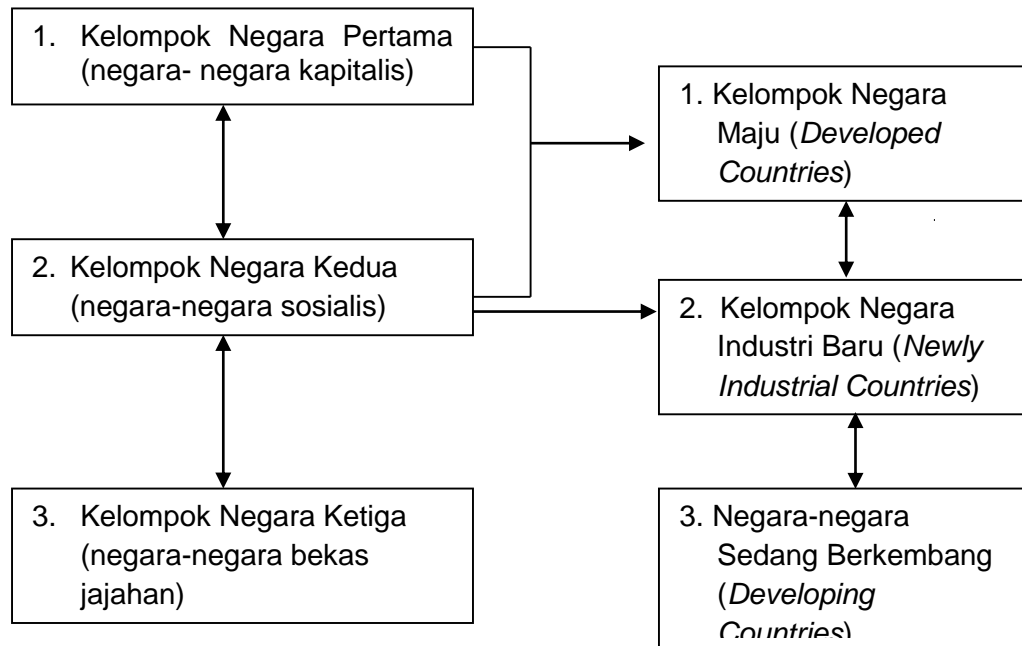 1. Kelompok Negara Pertama
(negara- negara kapitalis)
2. Kelompok Negara Kedua
(negara-negara sosialis)
3. Kelompok Negara Ketiga
(negara-negara bekas
jajahan)
1. Kelompok Negara
Maju (Developed
Countries)
2. Kelompok Negara
Industri Baru (Newly
Industrial Countries)
3. Negara-negara
Sedang Berkembang
(Developing
Countries)